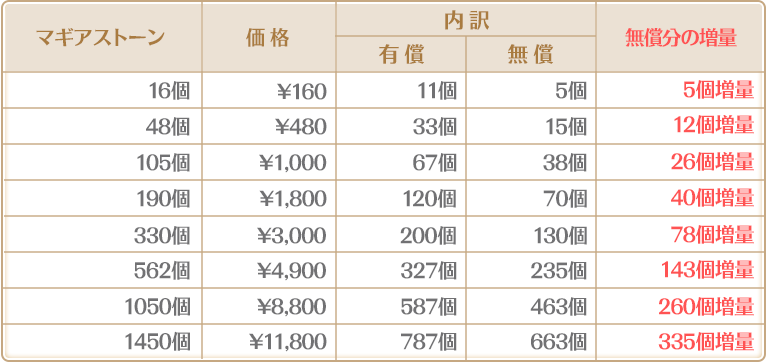 マギアストーン 価格 内訳 無償分の増量
有償 無償
16個 ¥160 11個 5個 5個増量
48個 ¥480 33個 15個 12個増量
105個 ¥1,000 67個 38個 26個増量
190個 ¥1,800 120個 70個 40個増量
330個 ¥3,000 200個 130個 78個増量
562個 ¥4,900 327個 235個 143個増量
1050個 ¥8,800 587個 463個 260個増量
1450個 ¥11,800 787個 663個 335個増量